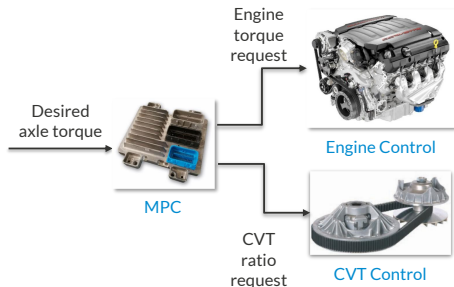 Engine
torque
request
Desired
axle torque
Engine Control
MPC
CVT
ratio
request
CVT Control